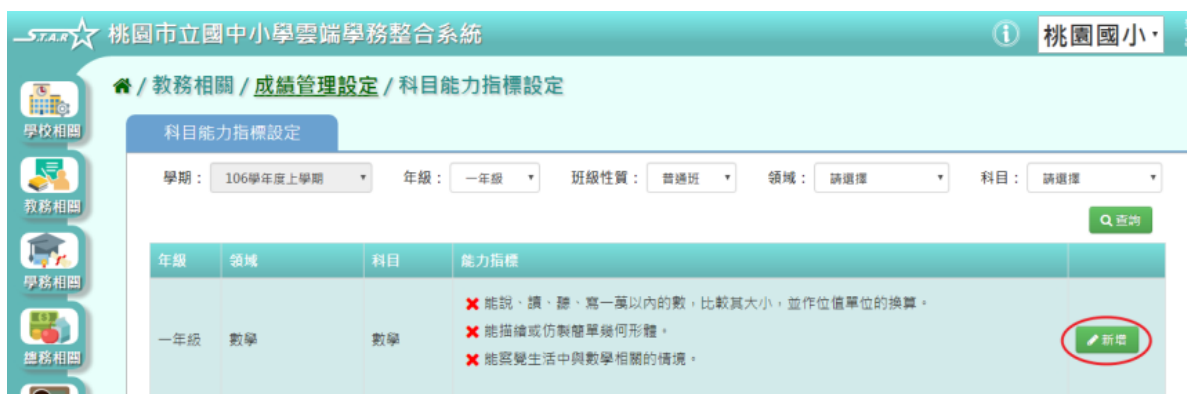 STAR 桃園市立國中小學雲端學務整合系統 桃園國小
/ 教務相關 / 成績管理設定 / 科目能力指標設定
學校相關
科目能力指標設定
學期： 106學年度上學期 年級： 一年級 班級性質： 普通班 領域： 請選擇 科目： 請選擇
教務相關
查詢
學務相關
年級 領域 科目 能力指標
一年級 數學 數學
✖ 能說、讀、聽、寫一萬以內的數，比較其大小，並作位值單位的換算。
✖ 能描繪或仿製簡單幾何形體。
✖ 能察覺生活中與數學相關的情境。
新增
總務相關